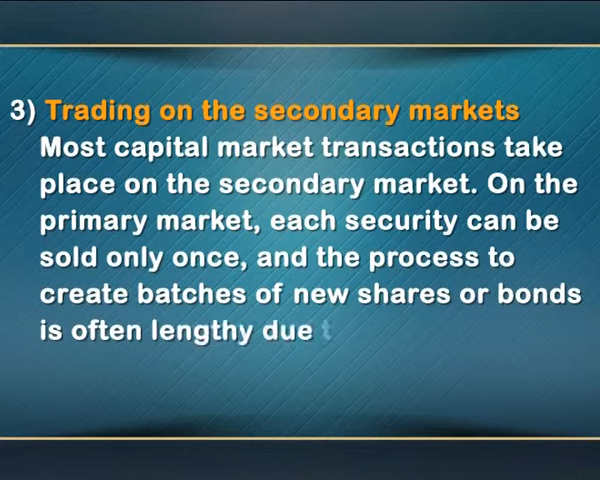 3) Trading on the secondary markets
Most capital market transactions take
place on the secondary market. On the
primary market, each security can be
sold only once, and the process to
create batches of new shares or bonds
is often lengthy due t